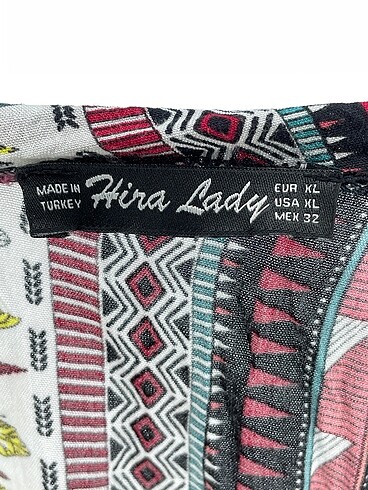 MADE IN
TURKEY
Hira Lady
EUR XL
USA XL
MEX 32